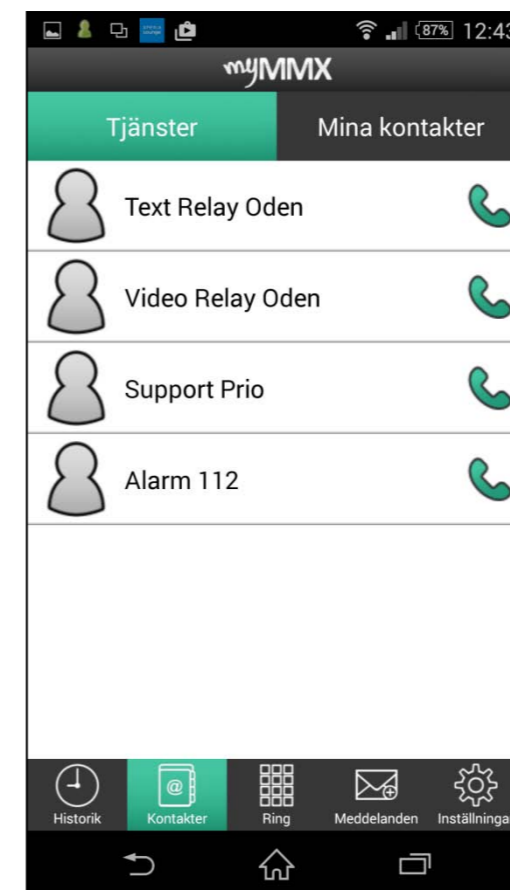 87% 12:43
myMMX
Tjänster Mina kontakter
Text Relay Oden
Video Relay Oden
Support Prio
Alarm 112
@
Historik Kontakter Ring Meddelanden Inställninga